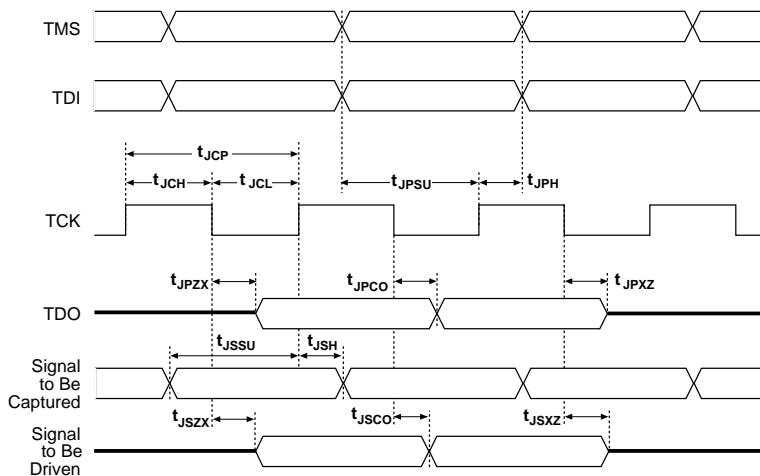 TMS
TDI
tJCP
tJCH
tJCL
tJPSU
tJPH
TCK
tJPZX
tJPCO
tJPXZ
TDO
tJSSU
tJSH
Signal
to Be
Captured
tJSZX
tJSCO
tJSXZ
Signal
to Be
Driven